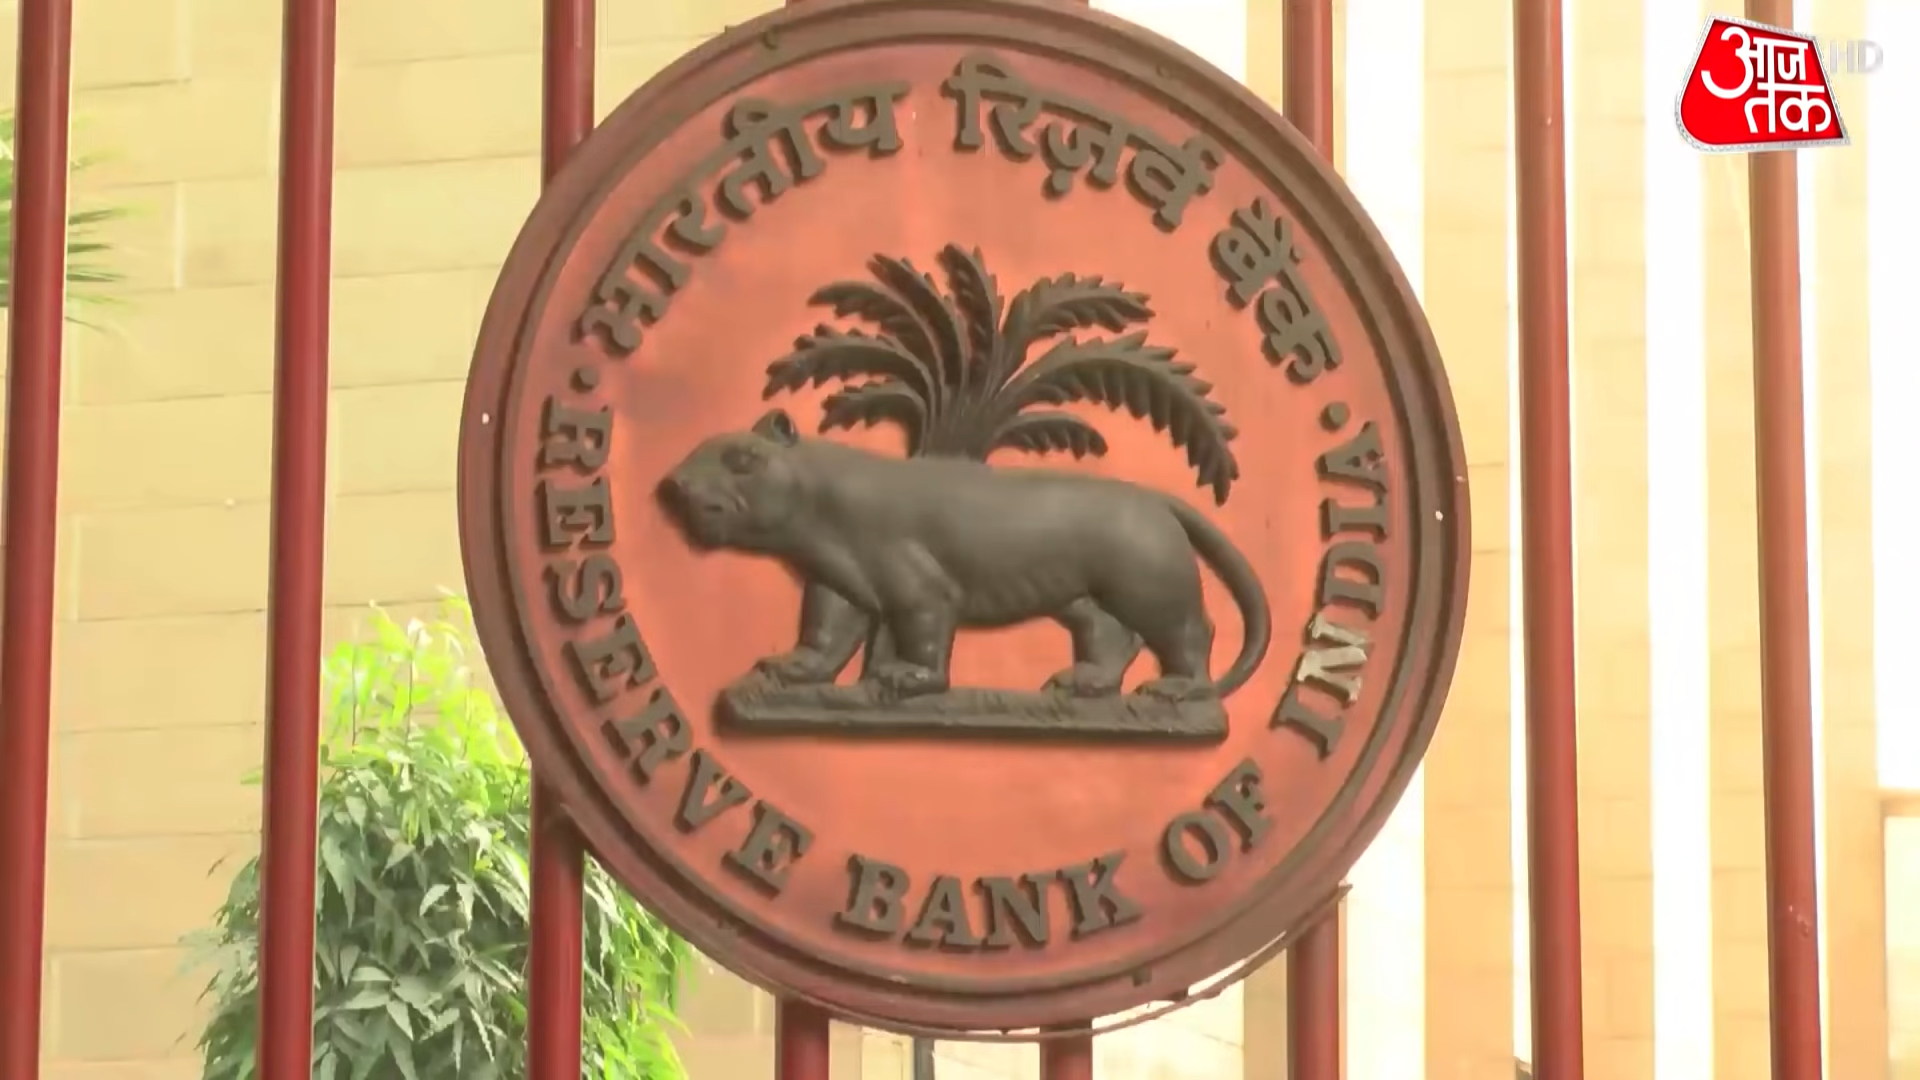 भारतीय रिज़र्व बैंक
RESERVE BANK OF INDIA
आज
तक
HD